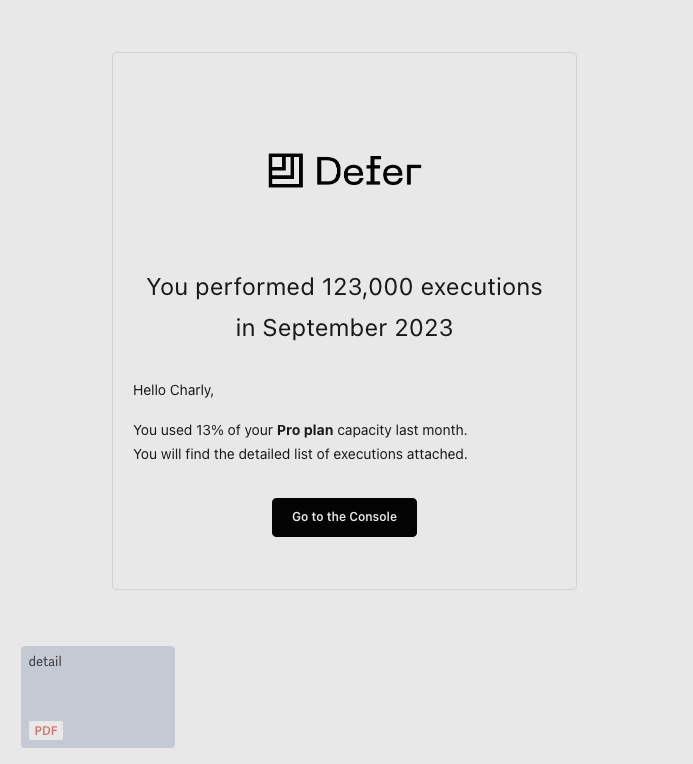 Defer
You performed 123,000 executions
in September 2023
Hello Charly,
You used 13% of your Pro plan capacity last month.
You will find the detailed list of executions attached.
Go to the Console
detail
PDF